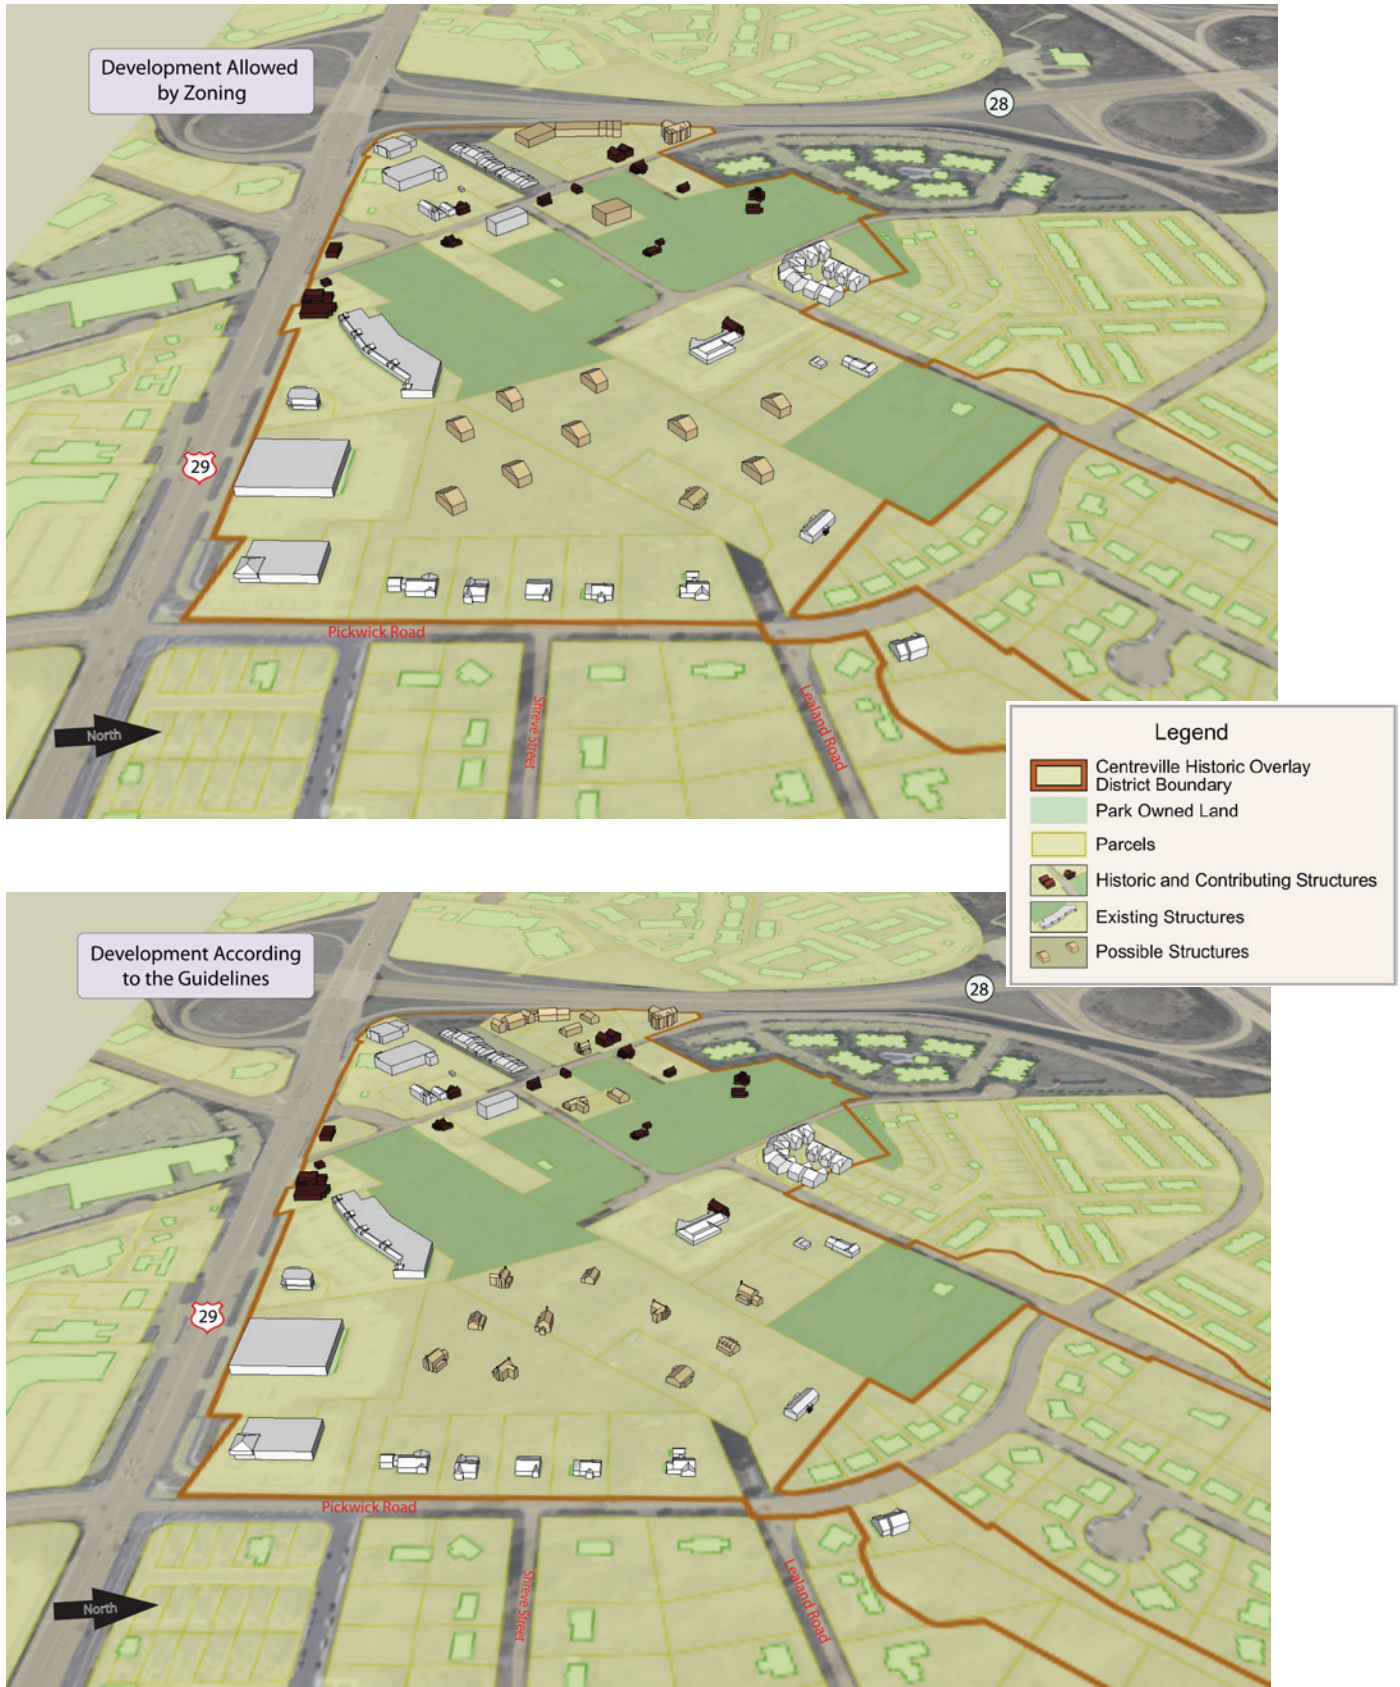 Development Allowed
by Zoning
28
29
Pickwick Road
Shreve Street
Lealand Road
North
Legend
Centreville Historic Overlay
District Boundary
Park Owned Land
Parcels
Historic and Contributing Structures
Existing Structures
Possible Structures
Development According
to the Guidelines
28
29
Pickwick Road
Shreve Street
Lealand Road
North